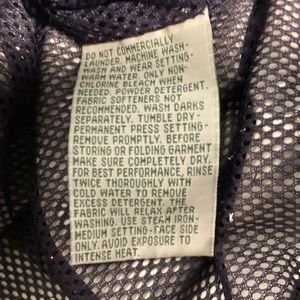 DO NOT COMMERCIALLY
LAUNDER. MACHINE WASH-
WASH AND WEAR SETTING-
WARM WATER. ONLY NON-
CHLORINE BLEACH WHEN
NEEDED. POWDER DETERGENT.
FABRIC SOFTENERS NOT
RECOMMENDED. WASH DARKS
SEPARATELY. TUMBLE DRY-
PERMANENT PRESS SETTING-
REMOVE PROMPTLY. BEFORE
STORING OR FOLDING GARMENT
MAKE SURE COMPLETELY DRY.
FOR BEST PERFORMANCE, RINSE
TWICE THOROUGHLY WITH
COLD WATER TO REMOVE
EXCESS DETERGENT. THE
FABRIC WILL RELAX AFTER
WASHING. USE STEAM IRON-
MEDIUM SETTING-FACE SIDE
ONLY. AVOID EXPOSURE TO
INTENSE HEAT.